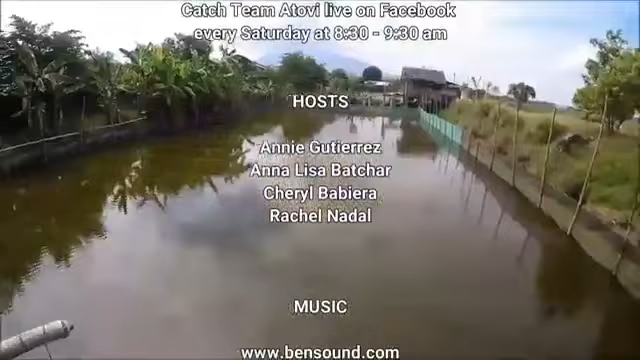 Catch Team Atovi live on Facebook
every Saturday at 8:30 - 9:30 am
HOSTS
Annie Gutierrez
Anna Lisa Batchar
Cheryl Babiera
Rachel Nadal
MUSIC
www.bensound.com